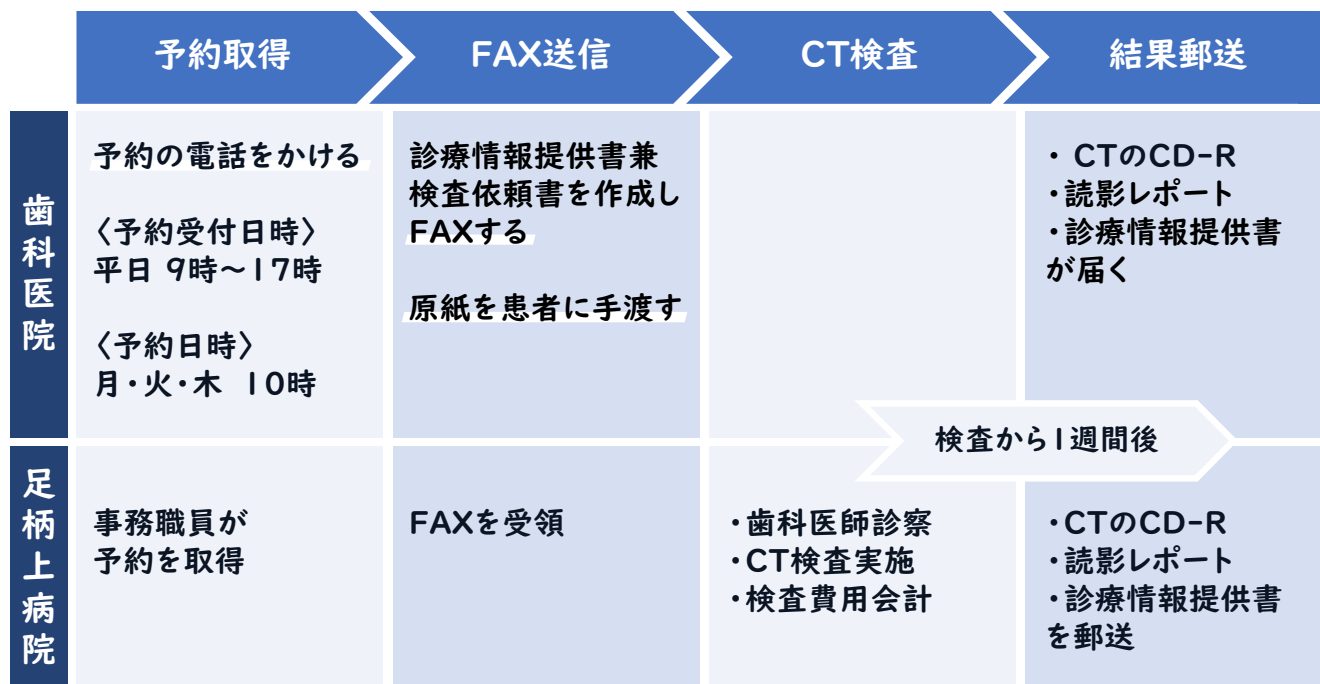 予約取得
FAX送信
CT検査
結果郵送
歯科医院
予約の電話をかける
〈予約受付日時〉
平日 9時～17時
〈予約日時〉
月・火・木 10時
診療情報提供書兼
検査依頼書を作成し
FAXする
原紙を患者に手渡す
・ CTのCD-R
・読影レポート
・診療情報提供書
が届く
検査から1週間後
足柄上病院
事務職員が
予約を取得
FAXを受領
・歯科医師診察
・CT検査実施
・検査費用会計
・CTのCD-R
・読影レポート
・診療情報提供書
を郵送